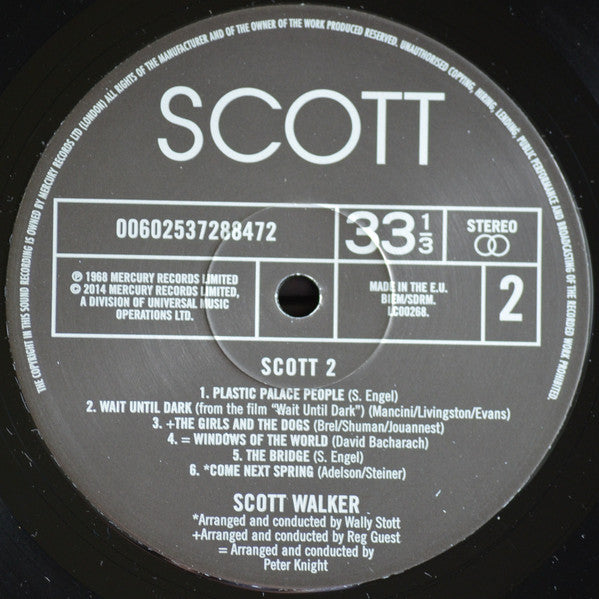 THE COPYRIGHT IN THIS SOUND RECORDING IS OWNED BY MERCURY RECORDS LTD (LONDON) ALL RIGHTS OF THE MANUFACTURER AND OF THE OWNER OF THE WORK PRODUCED RESERVED. UNAUTHORISED COPYING, HIRING, LENDING, PUBLIC PERFORMANCE AND BROADCASTING OF THE RECORDED WORK PROHIBITED.
SCOTT
00602537288472
33 1/3
STEREO
℗ 1968 MERCURY RECORDS LIMITED
© 2014 MERCURY RECORDS LIMITED,
A DIVISION OF UNIVERSAL MUSIC
OPERATIONS LTD.
MADE IN THE E.U.
BIEM/SDRM.
LC00268.
2
SCOTT 2
1. PLASTIC PALACE PEOPLE (S. Engel)
2. WAIT UNTIL DARK (from the film "Wait Until Dark") (Mancini/Livingston/Evans)
3. +THE GIRLS AND THE DOGS (Brel/Shuman/Jouannest)
4. = WINDOWS OF THE WORLD (David Bacharach)
5. THE BRIDGE (S. Engel)
6. *COME NEXT SPRING (Adelson/Steiner)
SCOTT WALKER
*Arranged and conducted by Wally Stott
+Arranged and conducted by Reg Guest
= Arranged and conducted by
Peter Knight